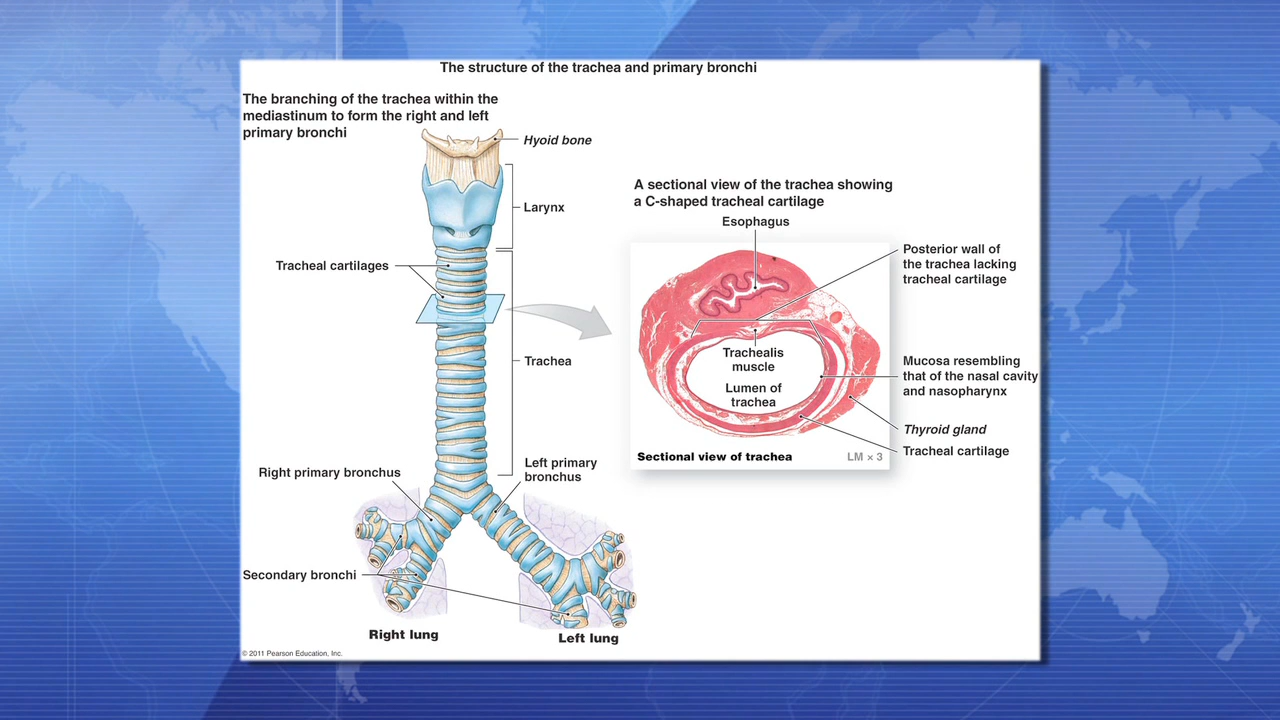 The structure of the trachea and primary bronchi
The branching of the trachea within the
mediastinum to form the right and left
primary bronchi
Hyoid bone
Larynx
Tracheal cartilages
Trachea
Right primary bronchus
Left primary
bronchus
Secondary bronchi
Right lung
Left lung
A sectional view of the trachea showing
a C-shaped tracheal cartilage
Esophagus
Posterior wall of
the trachea lacking
tracheal cartilage
Trachealis
muscle
Lumen of
trachea
Mucosa resembling
that of the nasal cavity
and nasopharynx
Thyroid gland
Tracheal cartilage
Sectional view of trachea
LM × 3
© 2011 Pearson Education, Inc.